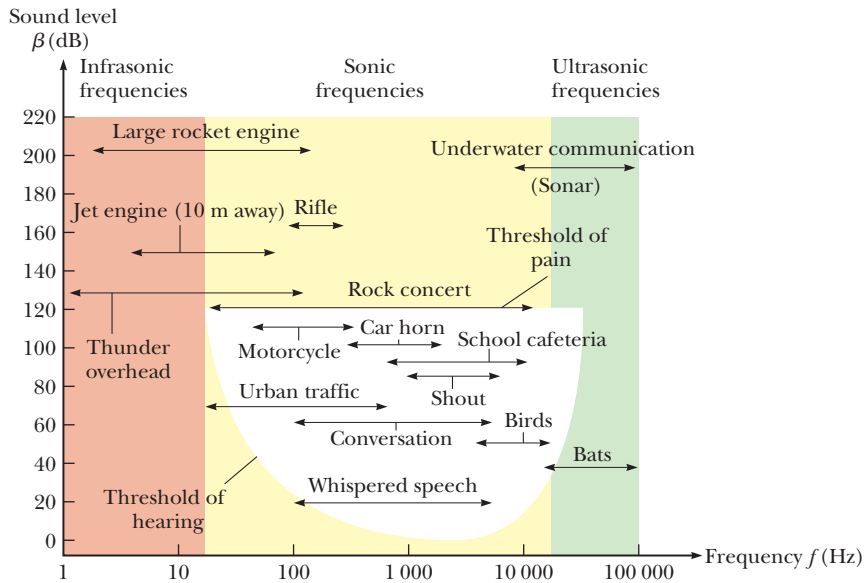 Sound level
β (dB)
Infrasonic
frequencies
Sonic
frequencies
Ultrasonic
frequencies
220
Large rocket engine
200
Underwater communication
(Sonar)
180
Jet engine (10 m away)
Rifle
160
Threshold of
pain
140
Rock concert
120
Car horn
Motorcycle
School cafeteria
100
Thunder
overhead
80
Urban traffic
Shout
60
Birds
Conversation
Bats
40
Whispered speech
Threshold of
hearing
20
0
1
10
100
1 000
10 000
100 000
Frequency f (Hz)